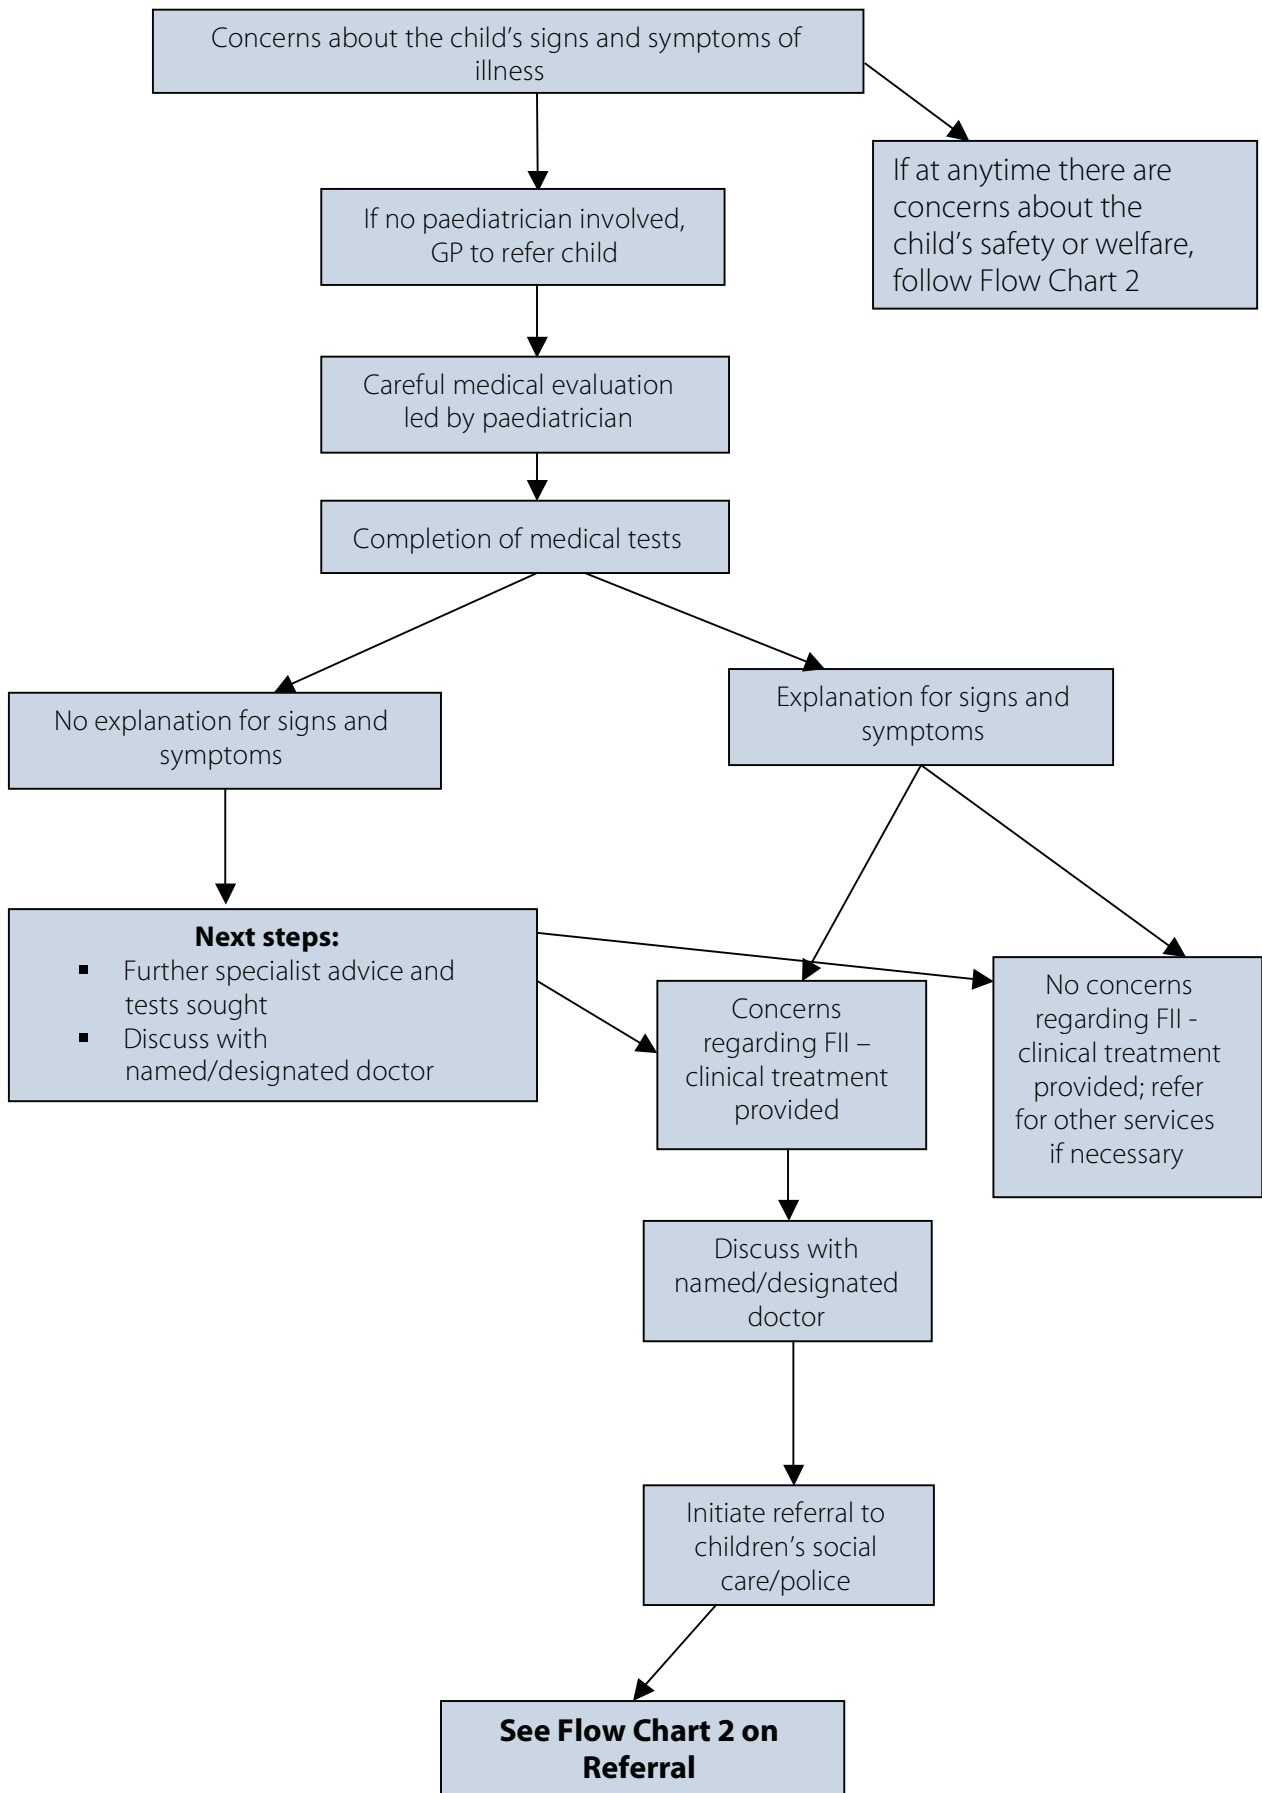 Concerns about the child’s signs and symptoms of
illness
If at anytime there are
concerns about the
child’s safety or welfare,
follow Flow Chart 2
If no paediatrician involved,
GP to refer child
Careful medical evaluation
led by paediatrician
Completion of medical tests
No explanation for signs and
symptoms
Explanation for signs and
symptoms
Next steps:
▪ Further specialist advice and
tests sought
▪ Discuss with
named/designated doctor
Concerns
regarding FII –
clinical treatment
provided
No concerns
regarding FII -
clinical treatment
provided; refer
for other services
if necessary
Discuss with
named/designated
doctor
Initiate referral to
children’s social
care/police
See Flow Chart 2 on
Referral